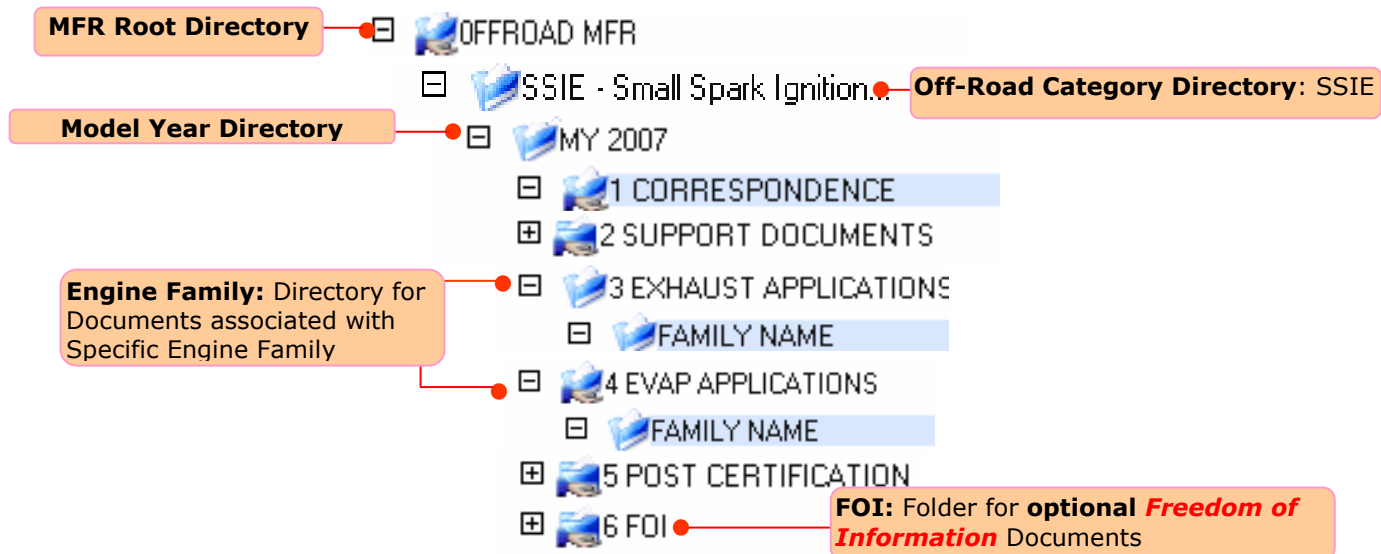 MFR Root Directory
OFFROAD MFR
SSIE - Small Spark Ignition...
Off-Road Category Directory: SSIE
Model Year Directory
MY 2007
1 CORRESPONDENCE
2 SUPPORT DOCUMENTS
Engine Family: Directory for
Documents associated with
Specific Engine Family
3 EXHAUST APPLICATIONS
FAMILY NAME
4 EVAP APPLICATIONS
FAMILY NAME
5 POST CERTIFICATION
6 FOI
FOI: Folder for optional Freedom of
Information Documents